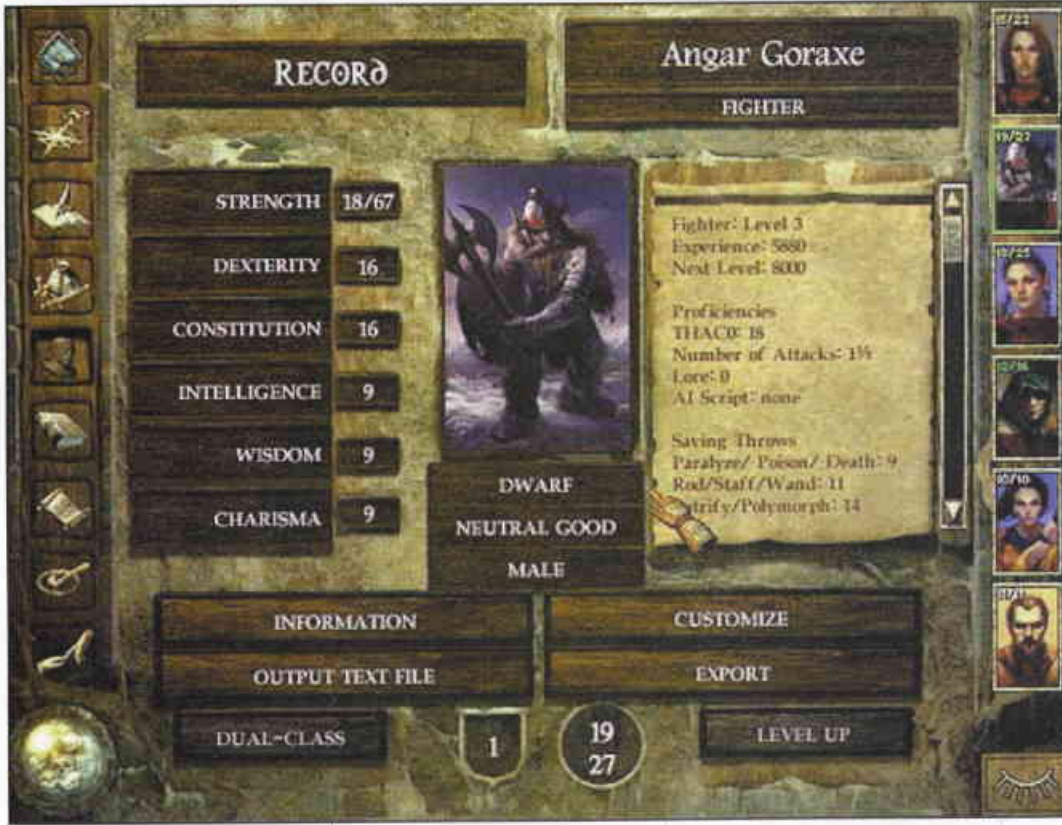 RECORD
Angar Goraxe
FIGHTER
STRENGTH 18/67
DEXTERITY 16
CONSTITUTION 16
INTELLIGENCE 9
WISDOM 9
CHARISMA 9
DWARF
NEUTRAL GOOD
MALE
Fighter: Level 3
Experience: 5880
Next Level: 8000
Proficiencies
THAC0: 18
Number of Attacks:
Lore: 0
AI Script: none
Saving Throws
Paralyze/ Poison/ Death: 9
Rod/Staff/Wand: 11
/Polymorph: 14
INFORMATION
CUSTOMIZE
OUTPUT TEXT FILE
EXPORT
DUAL-CLASS
1
19
27
LEVEL UP
10/10